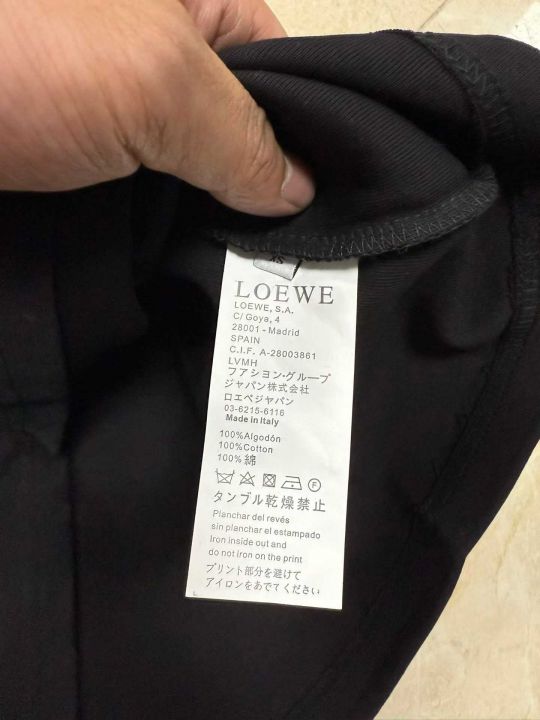 XS
LOEWE
LOEWE, S.A.
C/ Goya, 4
28001 - Madrid
SPAIN
C.I.F. A-28003861
LVMH
ファション・グループ
ジャパン株式会社
ロエベジャパン
03-6215-6116
Made in Italy
100%Algodón
100%Cotton
100% 綿
F
タンブル乾燥禁止
Planchar del revés
sin planchar el estampado
Iron inside out and
do not iron on the print
プリント部分を避けて
アイロンをあでてください